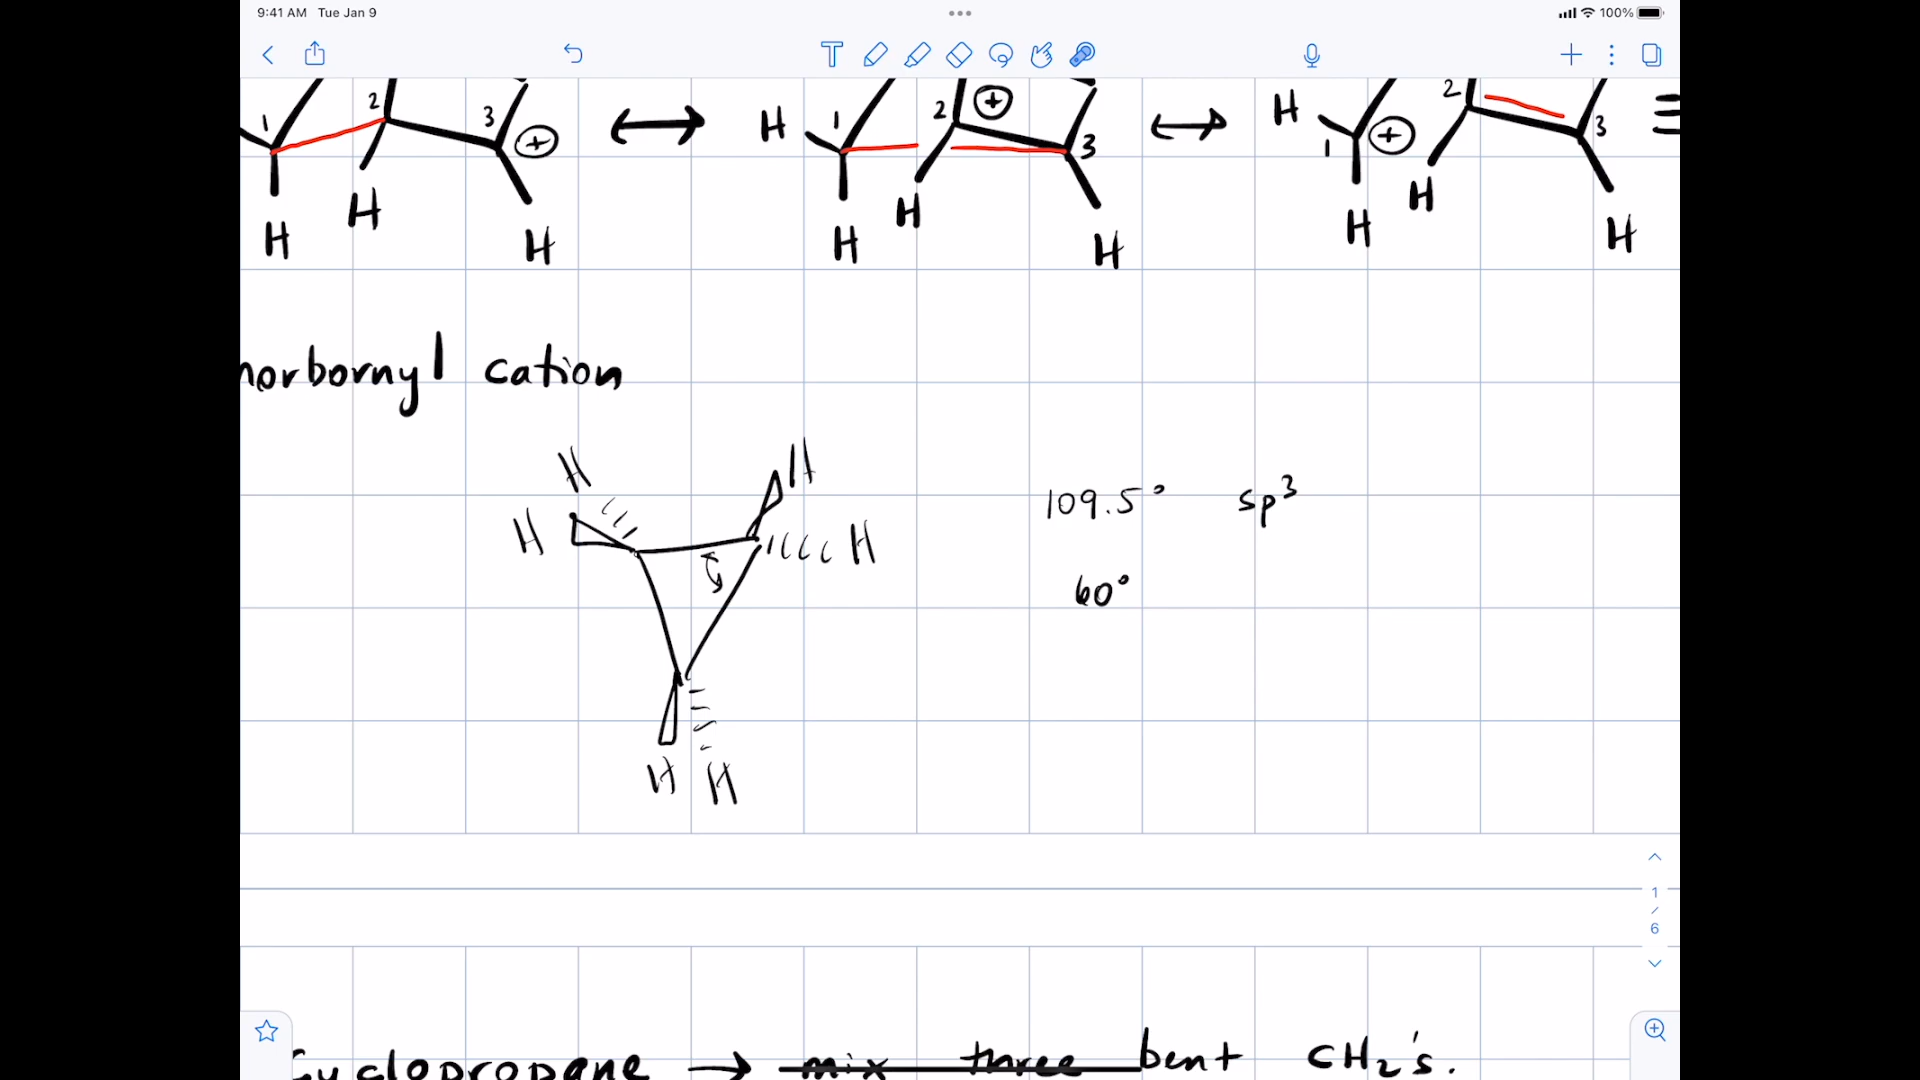 9:41 AM Tue Jan 9
100%
T
1 2 3 + ↔ H 1 2 + 3 ↔ H 1 + 2 3 ≡
H H H H H H H H H
norbornyl cation
H H
H H
109.5° sp³
60°
H H
1
/
6
Cyclopropane → mix three bent CH₂'s.